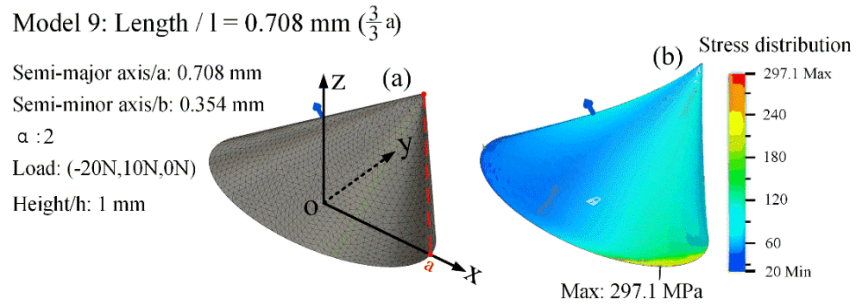 Model 9: Length / l = 0.708 mm (3/3 a)
Semi-major axis/a: 0.708 mm
Semi-minor axis/b: 0.354 mm
α :2
Load: (-20N,10N,0N)
Height/h: 1 mm
(a)
z
y
o
x
a
(b)
Stress distribution
297.1 Max
240
180
120
60
20 Min
Max: 297.1 MPa